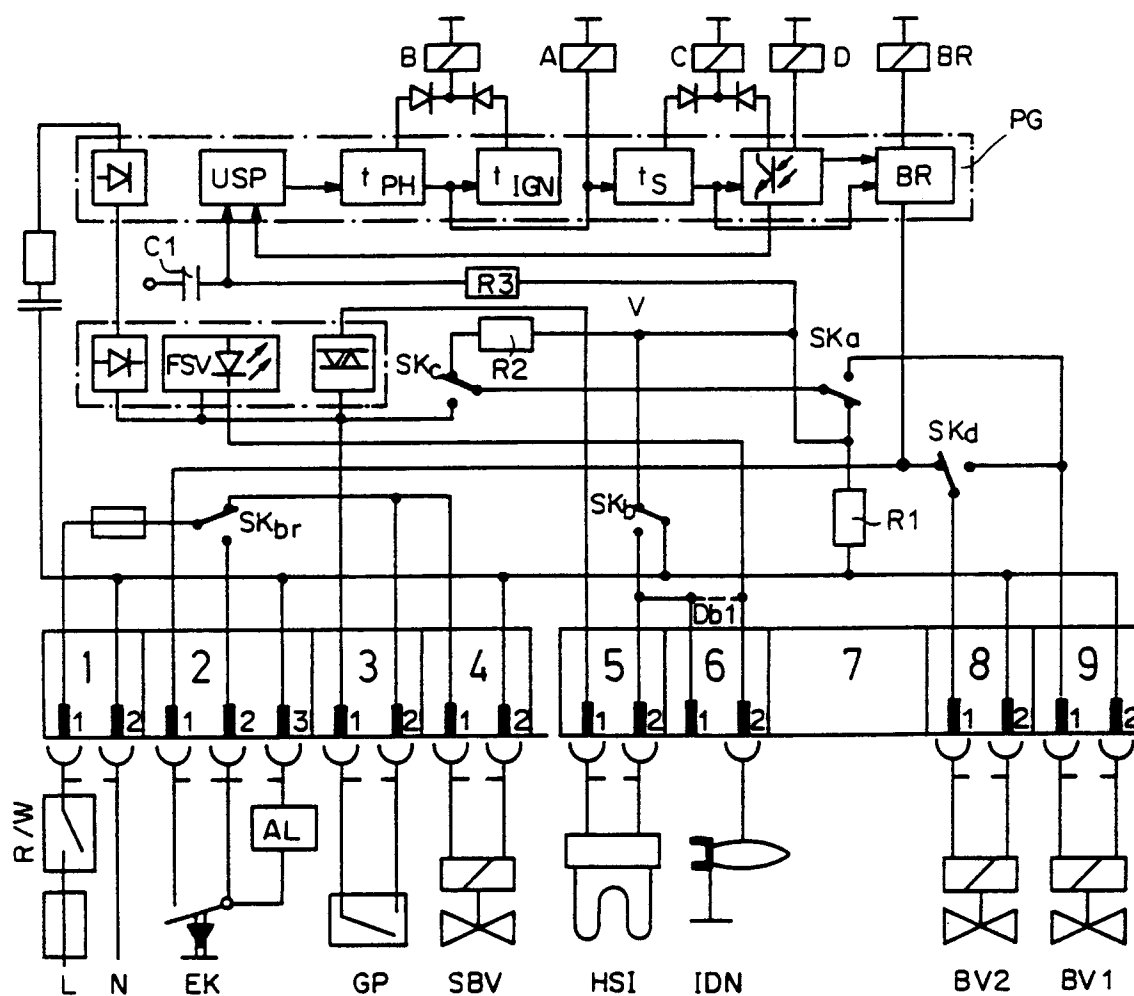 B A C D BR
PG
USP t PH t IGN t S BR
C1
R3
V
FSV SKc R2 SKa
SKd
SKbr SKb R1
Db1
1 2 3 4 5 6 7 8 9
1 2 1 2 3 1 2 1 2 1 2 1 2 1 2 1 2
R/W AL
L N EK GP SBV HSI IDN BV2 BV1